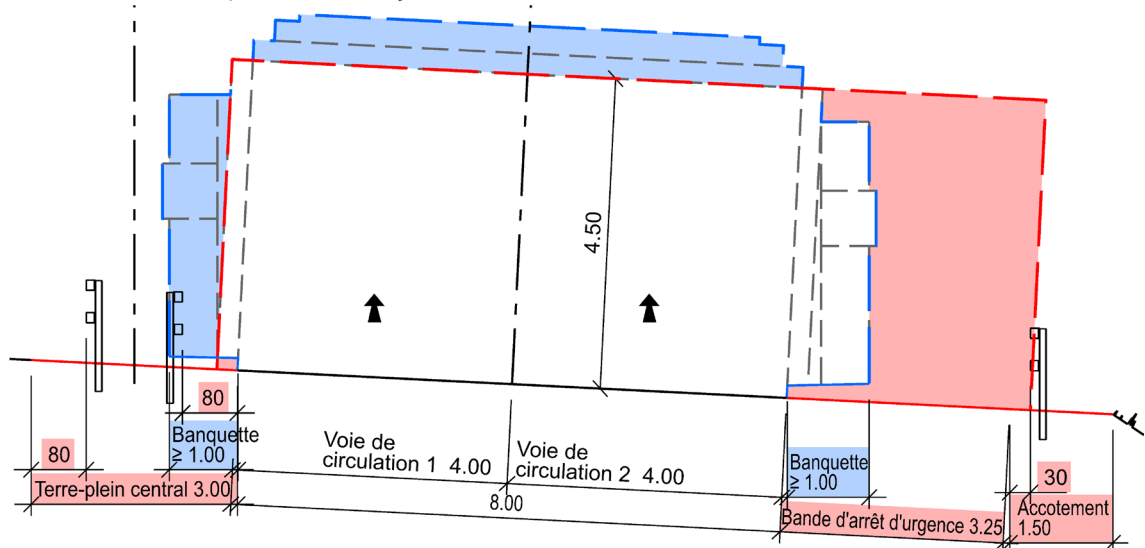 4.50
80
80
Banquette
≥ 1.00
Voie de
circulation 1 4.00
Voie de
circulation 2 4.00
Banquette
≥ 1.00
30
Terre-plein central 3.00
8.00
Bande d'arrêt d'urgence 3.25
Accotement
1.50